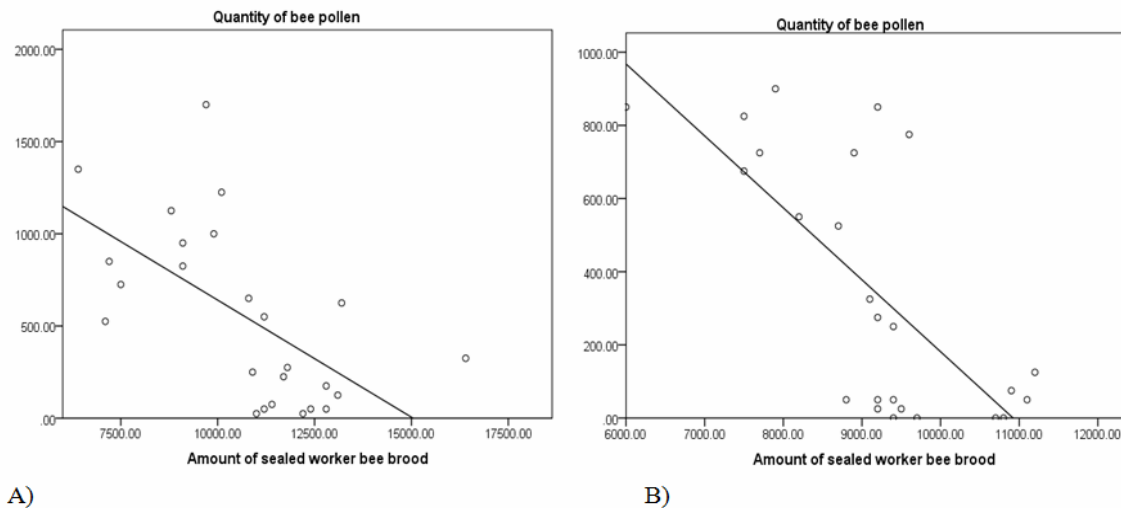 Quantity of bee pollen
2000.00
1500.00
1000.00
500.00
.00
7500.00 10000.00 12500.00 15000.00 17500.00
Amount of sealed worker bee brood
A)
Quantity of bee pollen
1000.00
800.00
600.00
400.00
200.00
.00
6000.00 7000.00 8000.00 9000.00 10000.00 11000.00 12000.00
Amount of sealed worker bee brood
B)